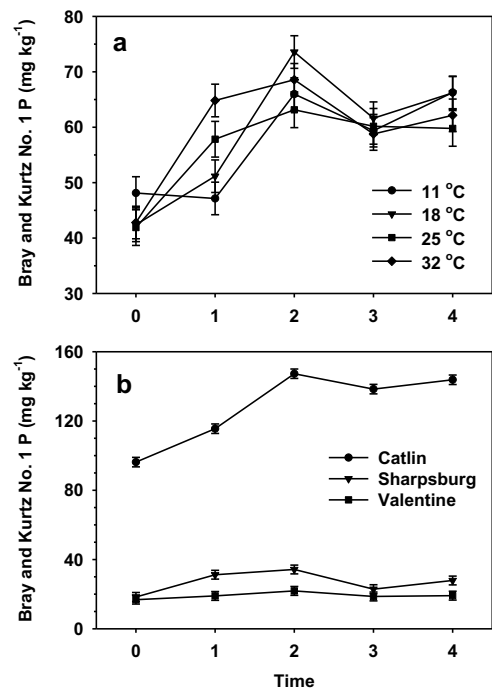 a
Bray and Kurtz No. 1 P (mg kg-1)
80
70
60
50
40
30
11 °C
18 °C
25 °C
32 °C
0 1 2 3 4
b
Bray and Kurtz No. 1 P (mg kg-1)
160
120
80
40
0
Catlin
Sharpsburg
Valentine
0 1 2 3 4
Time